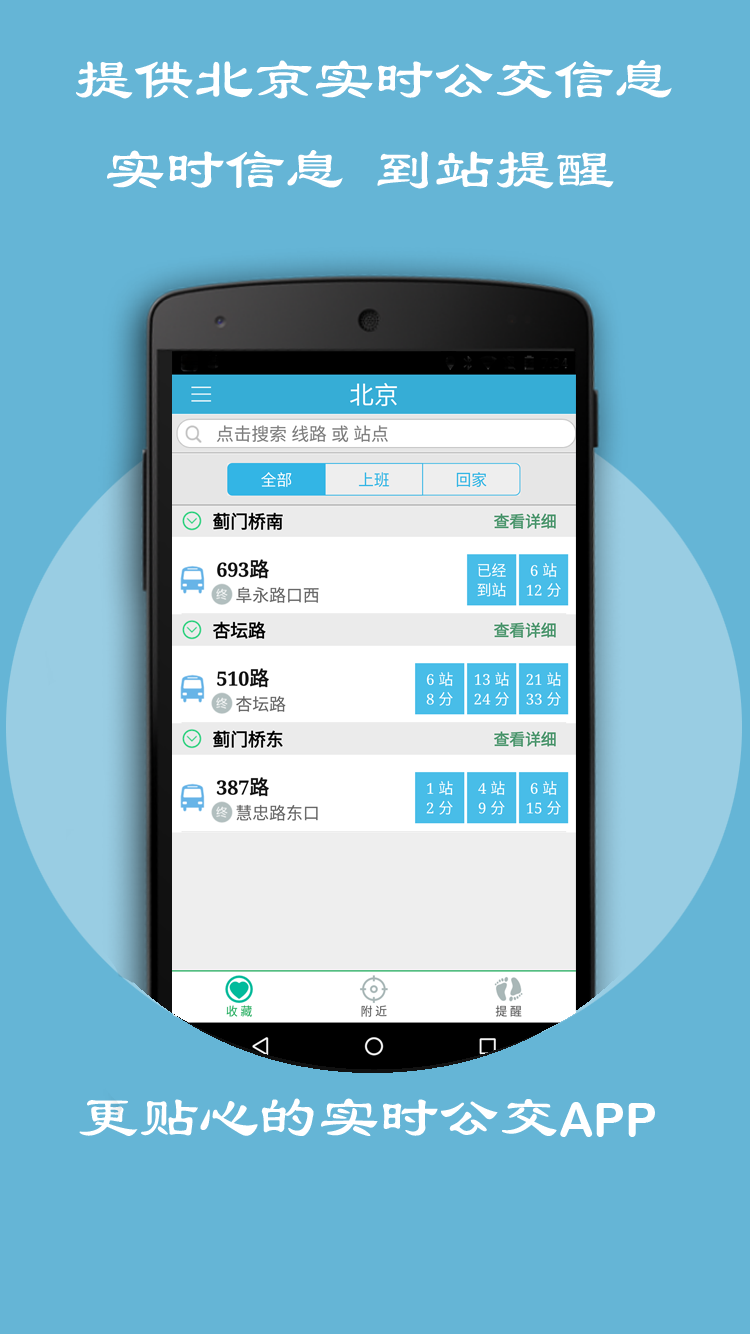 提供北京实时公交信息
实时信息 到站提醒
北京
点击搜索 线路 或 站点
全部 上班 回家
蓟门桥南 查看详细
693路 已经 6 站
终 阜永路口西 到站 12 分
杏坛路 查看详细
510路 6 站 13 站 21 站
终 杏坛路 8 分 24 分 33 分
蓟门桥东 查看详细
387路 1 站 4 站 6 站
终 慧忠路东口 2 分 9 分 15 分
收藏 附近 提醒
更贴心的实时公交APP